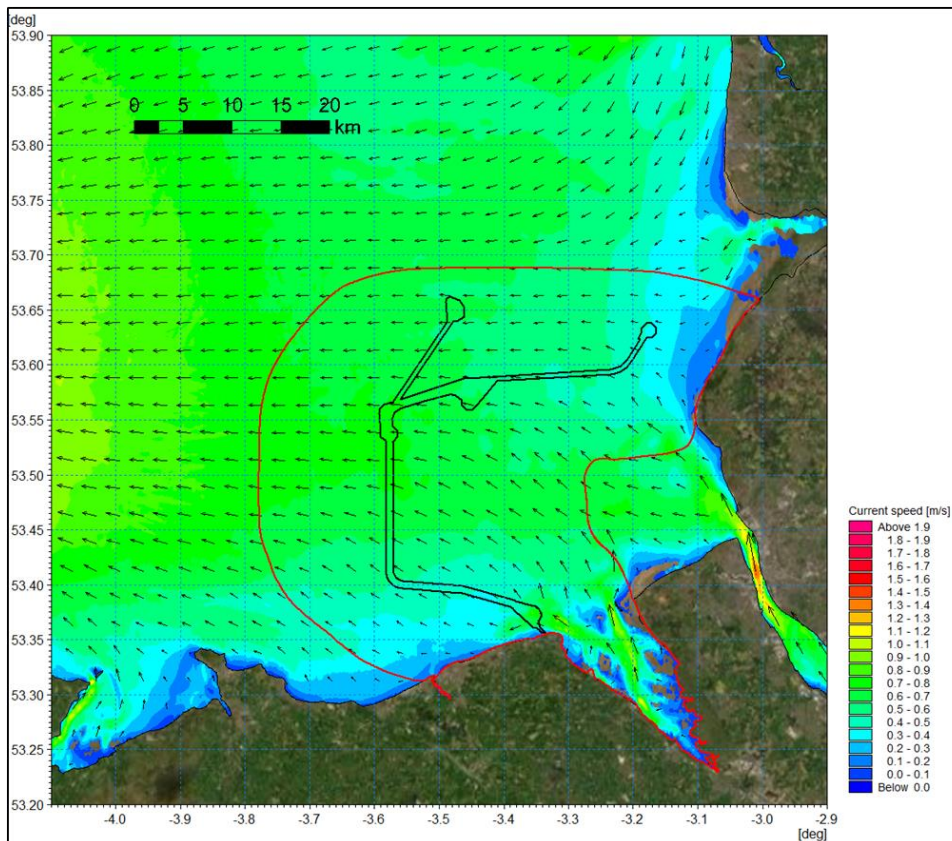 [deg]
53.90
53.85
0 5 10 15 20
km
53.80
53.75
53.70
53.65
53.60
53.55
53.50
53.45
53.40
53.35
53.30
53.25
53.20
Current speed [m/s]
Above 1.9
1.8 - 1.9
1.7 - 1.8
1.6 - 1.7
1.5 - 1.6
1.4 - 1.5
1.3 - 1.4
1.2 - 1.3
1.1 - 1.2
1.0 - 1.1
0.9 - 1.0
0.8 - 0.9
0.7 - 0.8
0.6 - 0.7
0.5 - 0.6
0.4 - 0.5
0.3 - 0.4
0.2 - 0.3
0.1 - 0.2
0.0 - 0.1
Below 0.0
-4.0 -3.9 -3.8 -3.7 -3.6 -3.5 -3.4 -3.3 -3.2 -3.1 -3.0 -2.9
[deg]